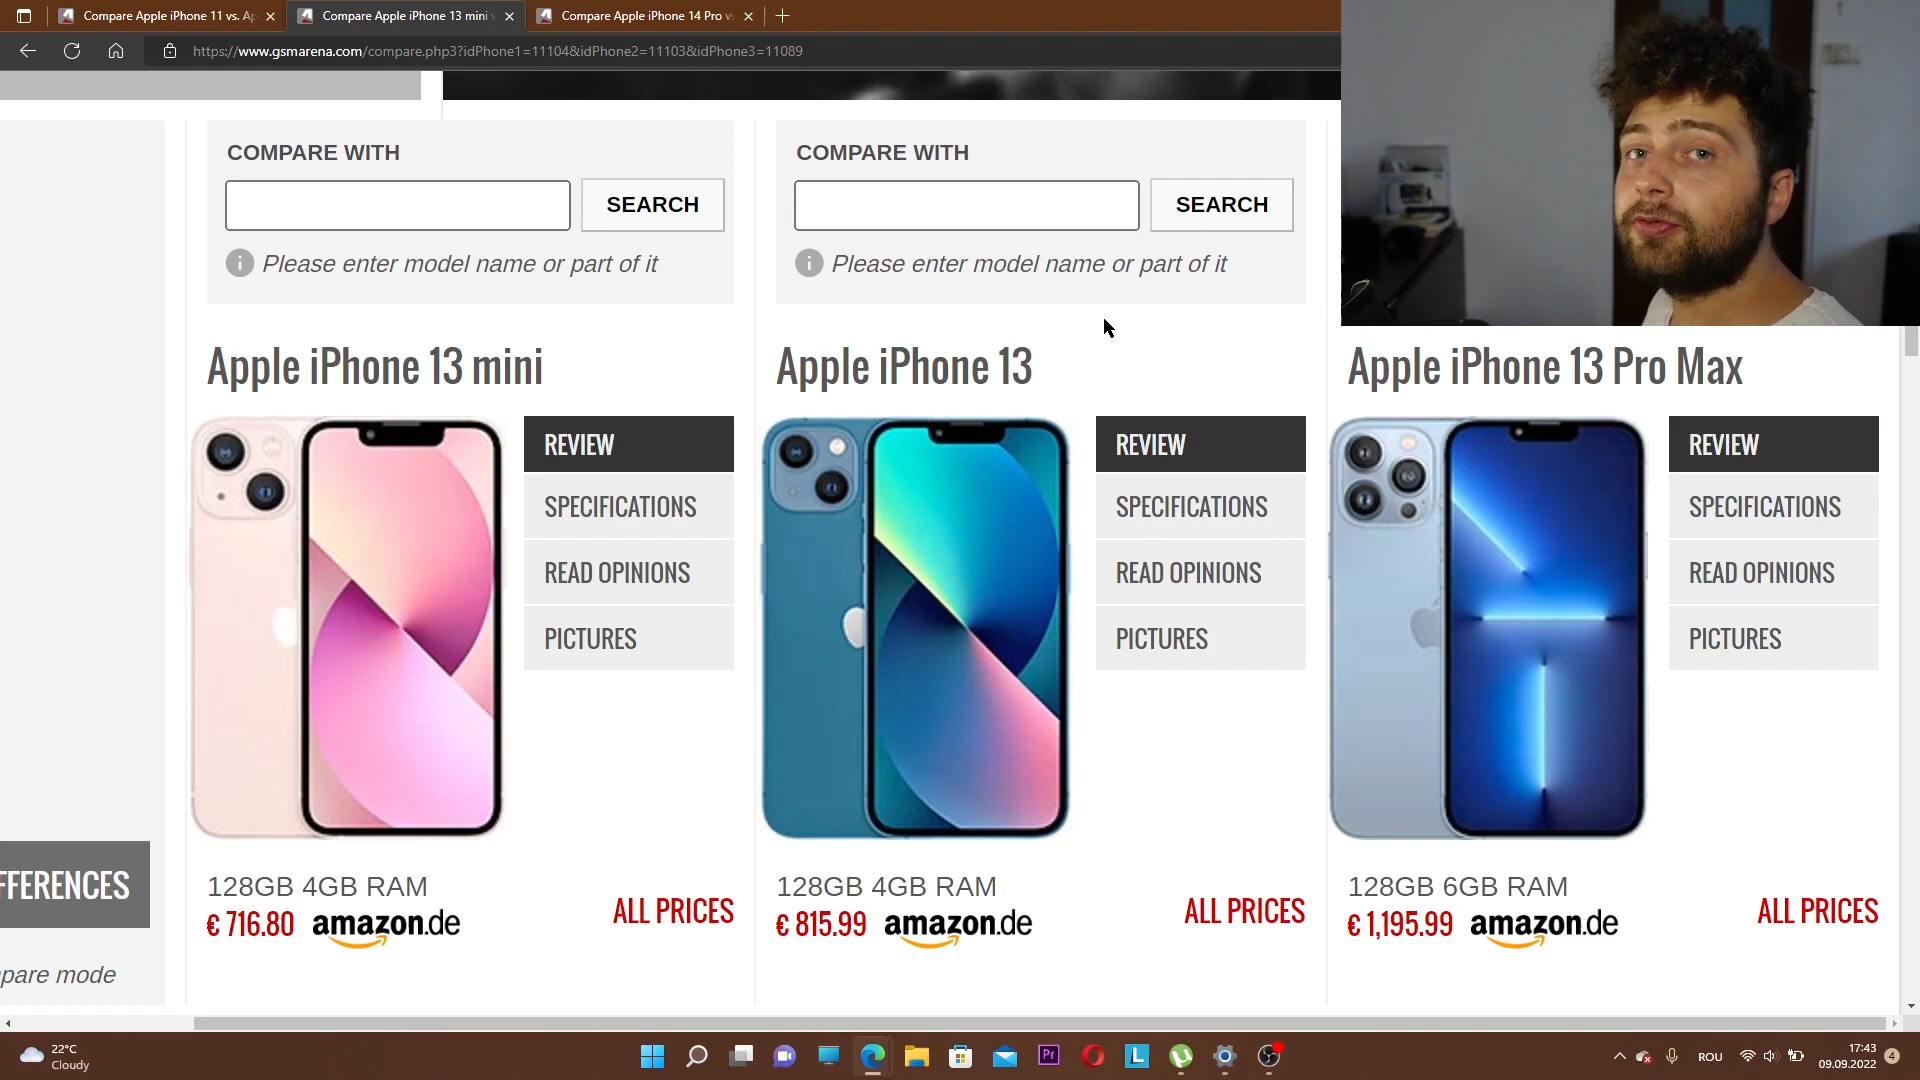 Compare Apple iPhone 11 vs. Ap
Compare Apple iPhone 13 mini v
Compare Apple iPhone 14 Pro vs
https://www.gsmarena.com/compare.php3?idPhone1=11104&idPhone2=11103&idPhone3=11089
COMPARE WITH
SEARCH
i Please enter model name or part of it
COMPARE WITH
SEARCH
i Please enter model name or part of it
Apple iPhone 13 mini
REVIEW
SPECIFICATIONS
READ OPINIONS
PICTURES
128GB 4GB RAM
€ 716.80 amazon.de
ALL PRICES
Apple iPhone 13
REVIEW
SPECIFICATIONS
READ OPINIONS
PICTURES
128GB 4GB RAM
€ 815.99 amazon.de
ALL PRICES
Apple iPhone 13 Pro Max
REVIEW
SPECIFICATIONS
READ OPINIONS
PICTURES
128GB 6GB RAM
€ 1,195.99 amazon.de
ALL PRICES
FFERENCES
pare mode
22°C
Cloudy
Pr
L
ROU
17:43
09.09.2022
4